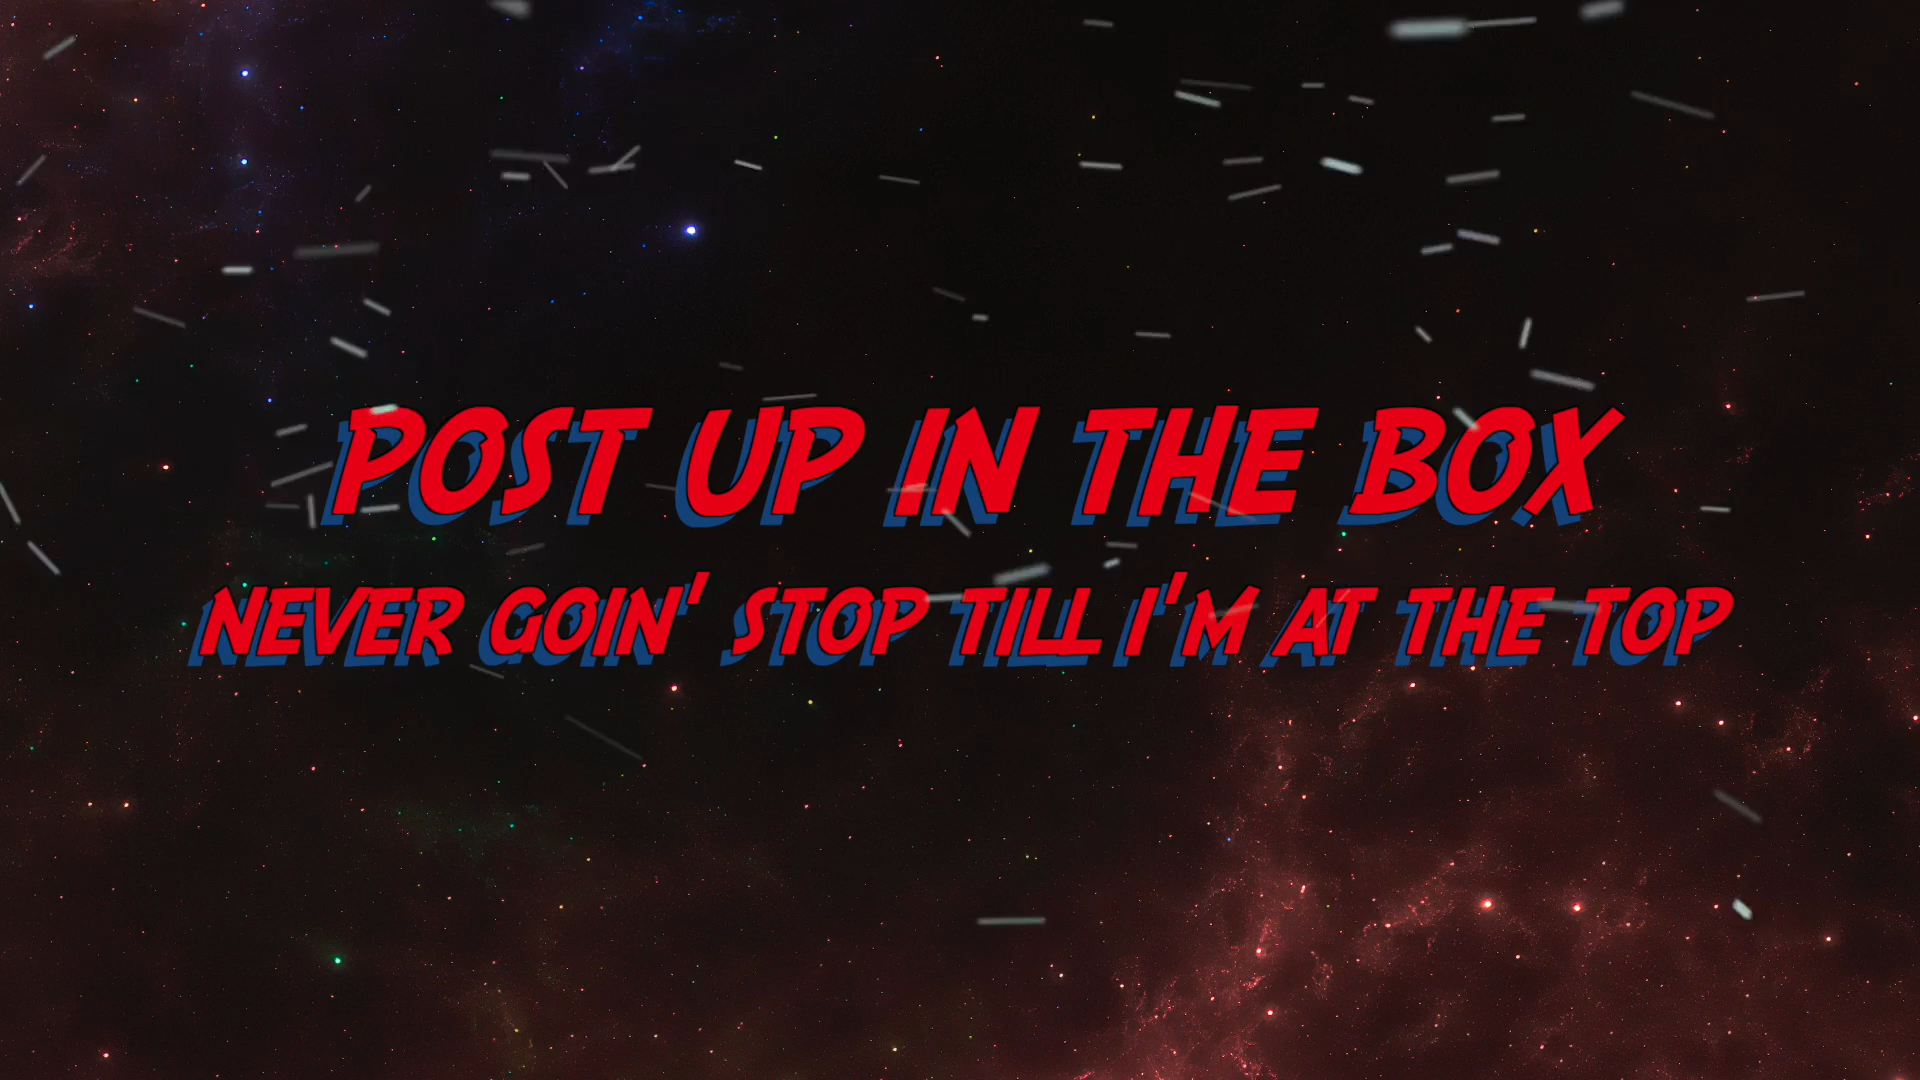 POST UP IN THE BOX
NEVER GOIN' STOP TILL I'M AT THE TOP